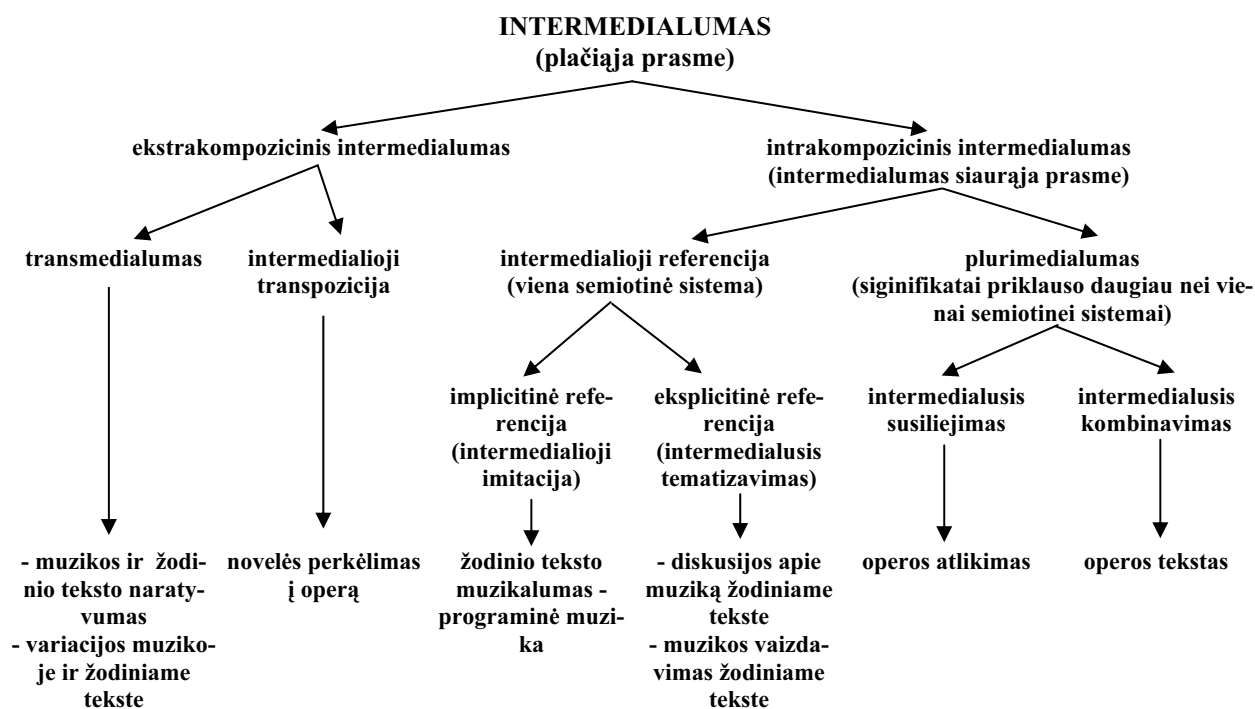 INTERMEDIALUMAS
(plačiąja prasme)
ekstrakompozicinis intermedialumas
intrakompozicinis intermedialumas
(intermedialumas siaurąja prasme)
transmedialumas
intermedialioji
transpozicija
intermedialioji referencija
(viena semiotinė sistema)
plurimedialumas
(siginifikatai priklauso daugiau nei vie-
nai semiotinei sistemai)
implicitinė refe-
rencija
(intermedialioji
imitacija)
eksplicitinė refe-
rencija
(intermedialusis
tematizavimas)
intermedialusis
susiliejimas
intermedialusis
kombinavimas
- muzikos ir žodi-
nio teksto naraty-
vumas
- variacijos muziko-
je ir žodiniame
tekste
novelės perkėlimas
į operą
žodinio teksto
muzikalumas -
programinė muzi-
ka
- diskusijos apie
muziką žodiniame
tekste
- muzikos vaizda-
vimas žodiniame
tekste
operos atlikimas
operos tekstas